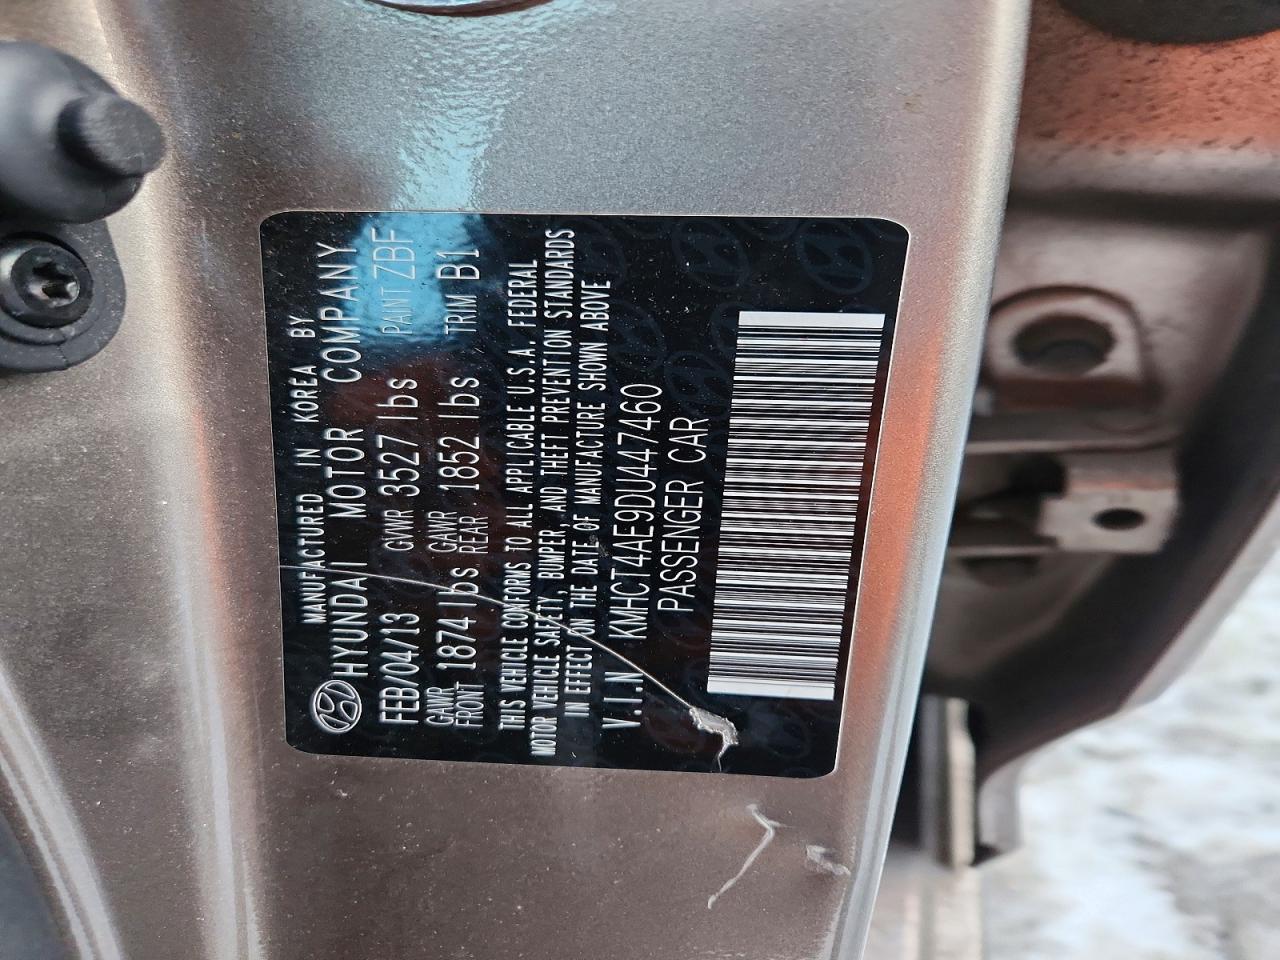 MANUFACTURED IN KOREA BY
HYUNDAI MOTOR COMPANY
FEB/04/13 GVWR 3527 lbs PAINT ZBF
GAWR FRONT 1874 lbs GAWR REAR 1852 lbs TRIM B1
THIS VEHICLE CONFORMS TO ALL APPLICABLE U.S.A. FEDERAL
MOTOR VEHICLE SAFETY, BUMPER, AND THEFT PREVENTION STANDARDS
IN EFFECT ON THE DATE OF MANUFACTURE SHOWN ABOVE
V.I.N KMHCT4AE9DU447460
PASSENGER CAR